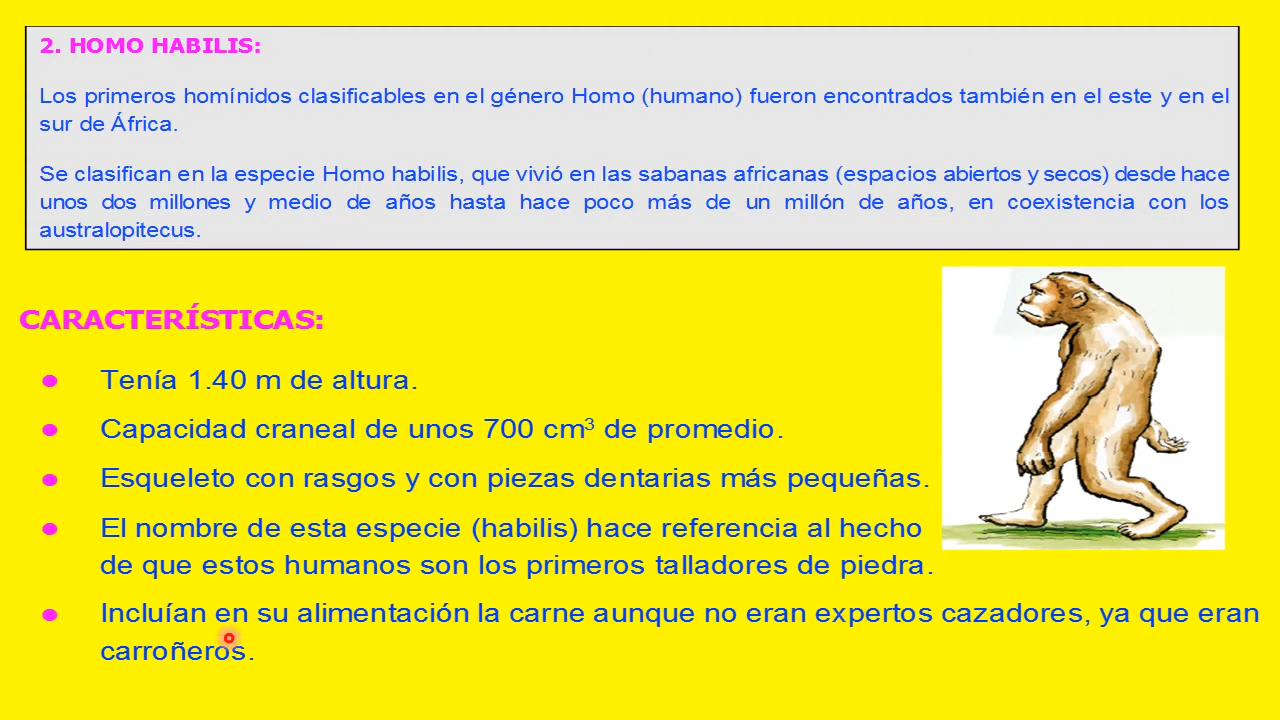 2. HOMO HABILIS:
Los primeros homínidos clasificables en el género Homo (humano) fueron encontrados también en el este y en el
sur de África.
Se clasifican en la especie Homo habilis, que vivió en las sabanas africanas (espacios abiertos y secos) desde hace
unos dos millones y medio de años hasta hace poco más de un millón de años, en coexistencia con los
australopitecus.
CARACTERÍSTICAS:
● Tenía 1.40 m de altura.
● Capacidad craneal de unos 700 cm³ de promedio.
● Esqueleto con rasgos y con piezas dentarias más pequeñas.
● El nombre de esta especie (habilis) hace referencia al hecho
de que estos humanos son los primeros talladores de piedra.
● Incluían en su alimentación la carne aunque no eran expertos cazadores, ya que eran
carroñeros.